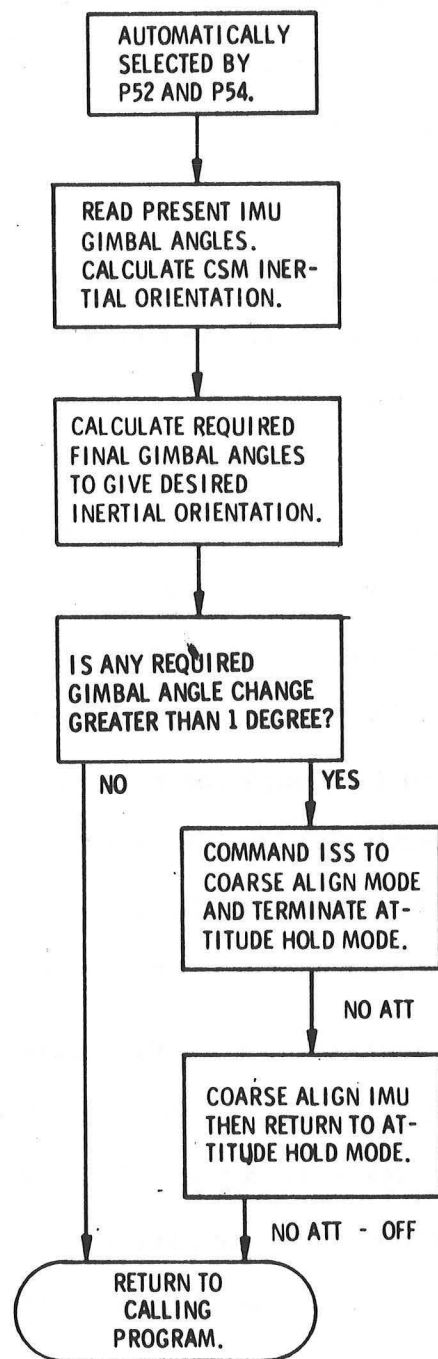 AUTOMATICALLY
SELECTED BY
P52 AND P54.
READ PRESENT IMU
GIMBAL ANGLES.
CALCULATE CSM INER-
TIAL ORIENTATION.
CALCULATE REQUIRED
FINAL GIMBAL ANGLES
TO GIVE DESIRED
INERTIAL ORIENTATION.
IS ANY REQUIRED
GIMBAL ANGLE CHANGE
GREATER THAN 1 DEGREE?
NO
YES
COMMAND ISS TO
COARSE ALIGN MODE
AND TERMINATE AT-
TITUDE HOLD MODE.
NO ATT
COARSE ALIGN IMU
THEN RETURN TO AT-
TITUDE HOLD MODE.
NO ATT - OFF
RETURN TO
CALLING
PROGRAM.